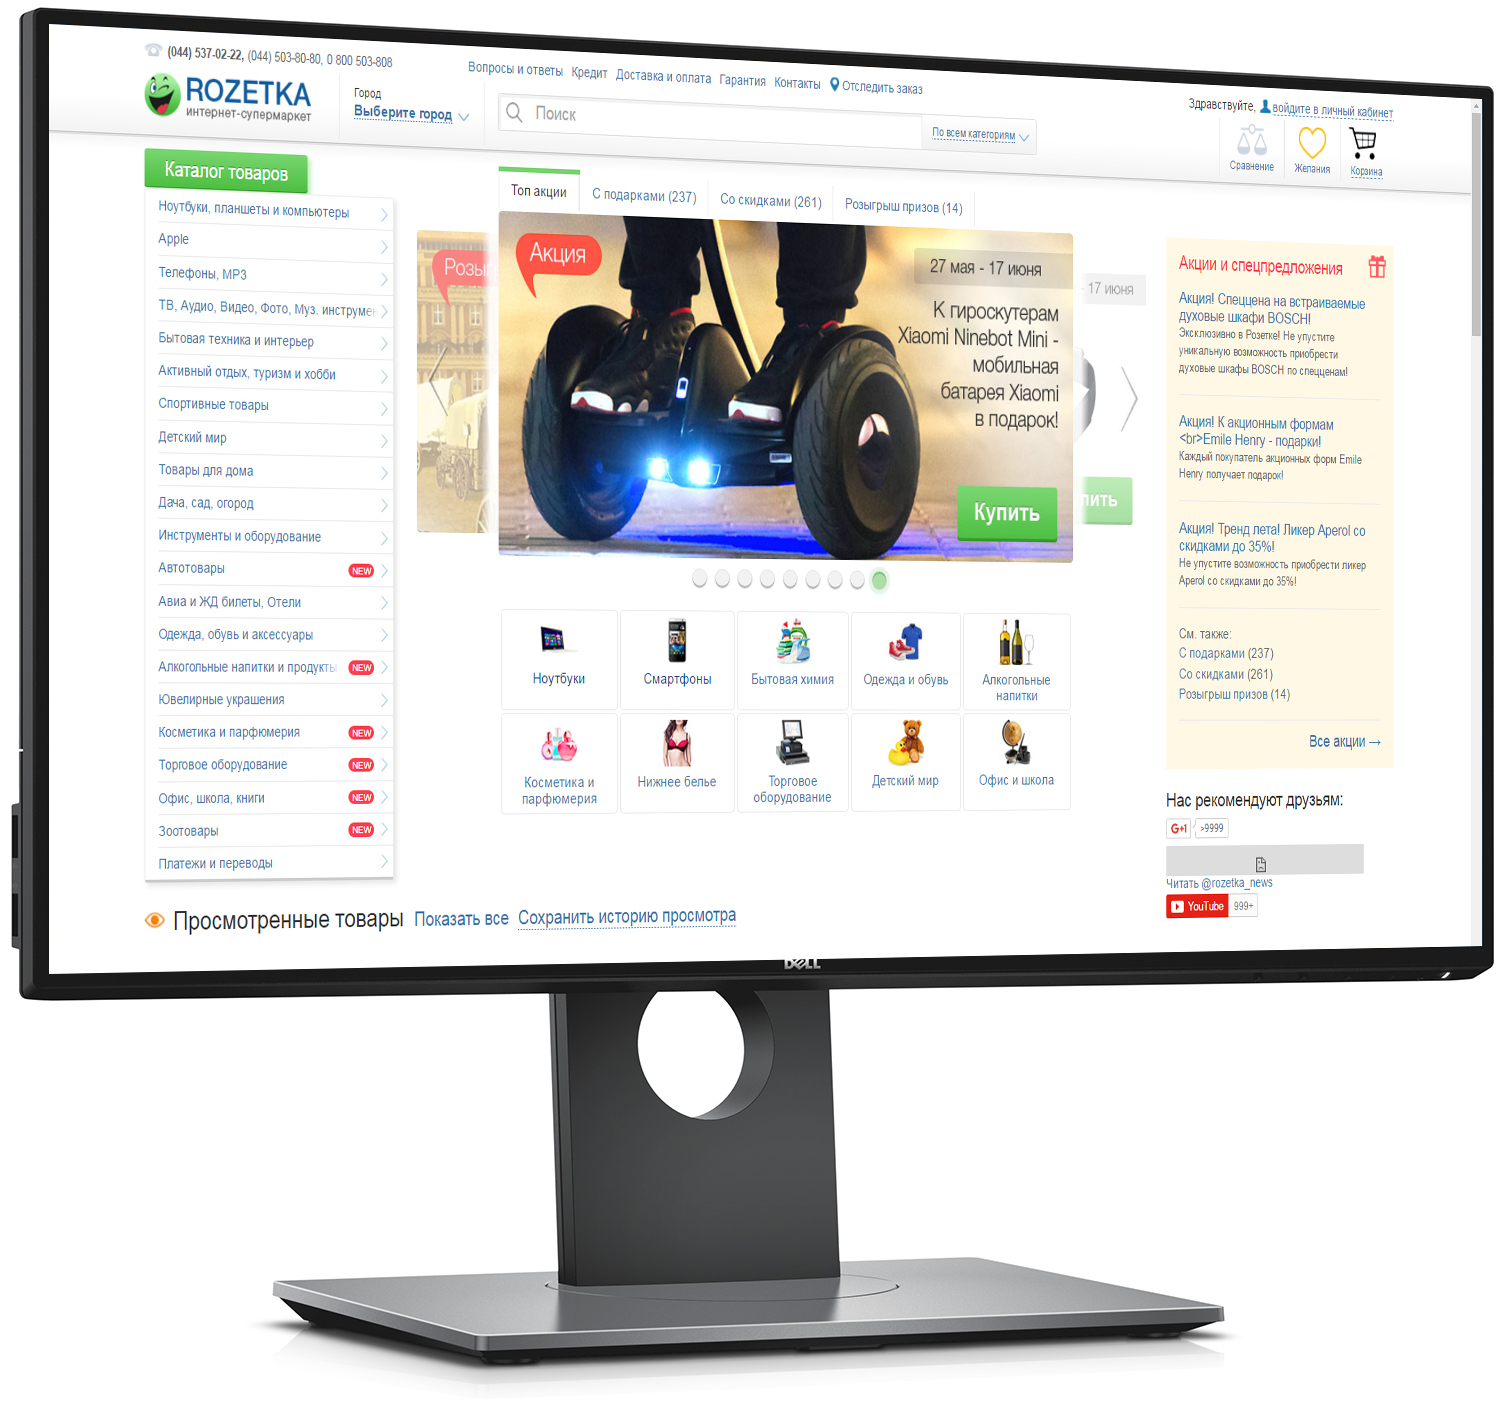 (044) 537-02-22, (044) 503-80-80, 0 800 503-808
Вопросы и ответы Кредит Доставка и оплата Гарантия Контакты Отследить заказ
ROZETKA
интернет-супермаркет
Город
Выберите город
Поиск
По всем категориям
Здравствуйте, войдите в личный кабинет
Сравнение
Желания
Корзина
Каталог товаров
Ноутбуки, планшеты и компьютеры
Apple
Телефоны, MP3
ТВ, Аудио, Видео, Фото, Муз. инструмен
Бытовая техника и интерьер
Активный отдых, туризм и хобби
Спортивные товары
Детский мир
Товары для дома
Дача, сад, огород
Инструменты и оборудование
Автотовары NEW
Авиа и ЖД билеты, Отели
Одежда, обувь и аксессуары
Алкогольные напитки и продукты NEW
Ювелирные украшения
Косметика и парфюмерия NEW
Торговое оборудование NEW
Офис, школа, книги NEW
Зоотовары NEW
Платежи и переводы
Топ акции
С подарками (237)
Со скидками (261)
Розыгрыш призов (14)
Розы
Акция
27 мая - 17 июня
К гироскутерам
Xiaomi Ninebot Mini -
мобильная
батарея Xiaomi
в подарок!
Купить
- 17 июня
пить
Ноутбуки
Смартфоны
Бытовая химия
Одежда и обувь
Алкогольные
напитки
Косметика и
парфюмерия
Нижнее белье
Торговое
оборудование
Детский мир
Офис и школа
Акции и спецпредложения
Акция! Спеццена на встраиваемые
духовые шкафи BOSCH!
Эксклюзивно в Розетке! Не упустите
уникальную возможность приобрести
духовые шкафы BOSCH по спецценам!
Акция! К акционным формам
<br>Emile Henry - подарки!
Каждый покупатель акционных форм Emile
Henry получает подарок!
Акция! Тренд лета! Ликер Aperol со
скидками до 35%!
Не упустите возможность приобрести ликер
Aperol со скидками до 35%!
См. также:
С подарками (237)
Со скидками (261)
Розыгрыш призов (14)
Все акции →
Нас рекомендуют друзьям:
G+1 >9999
Читать @rozetka_news
YouTube 999+
Просмотренные товары Показать все Сохранить историю просмотра
DELL